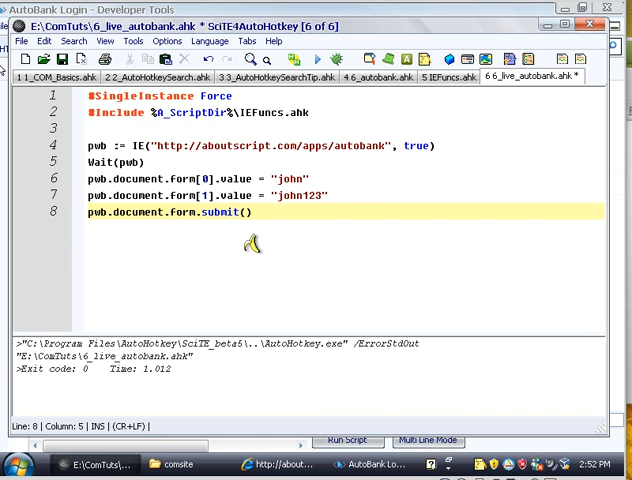 AutoBank Login - Developer Tools
E:\ComTuts\6_live_autobank.ahk * SciTE4AutoHotkey [6 of 6]
File Edit Search View Tools Options Language Tabs Help
1 1_COM_Basics.ahk 2 2_AutoHotkeySearch.ahk 3 3_AutoHotkeySearchTip.ahk 4 6_autobank.ahk 5 IEFuncs.ahk 6 6_live_autobank.ahk *
1 #SingleInstance Force
2 #Include %A_ScriptDir%\IEFuncs.ahk
3
4 pwb := IE("http://aboutscript.com/apps/autobank", true)
5 Wait(pwb)
6 pwb.document.form[0].value = "john"
7 pwb.document.form[1].value = "john123"
8 pwb.document.form.submit()
>"C:\Program Files\AutoHotkey\SciTE_beta5\..\AutoHotkey.exe" /ErrorStdOut
"E:\ComTuts\6_live_autobank.ahk"
>Exit code: 0 Time: 1.012
Line: 8 | Column: 5 | INS | (CR+LF) |
Run Script Multi Line Mode
E:\ComTuts\... comsite http://about... AutoBank Lo... 2:52 PM